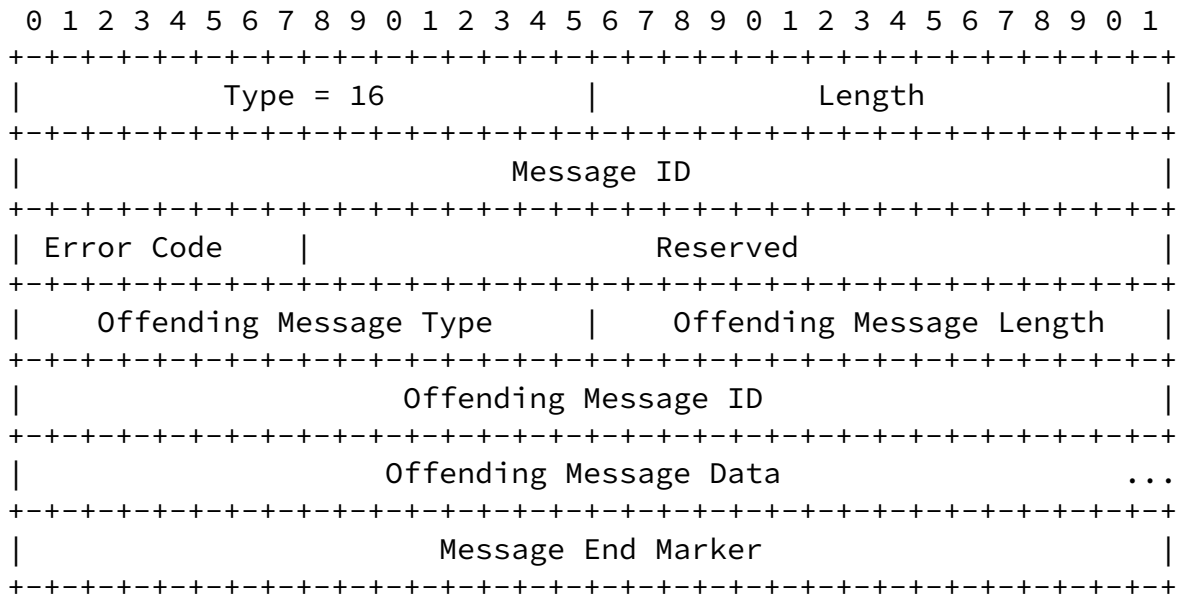 0 1 2 3 4 5 6 7 8 9 0 1 2 3 4 5 6 7 8 9 0 1 2 3 4 5 6 7 8 9 0 1
+-+-+-+-+-+-+-+-+-+-+-+-+-+-+-+-+-+-+-+-+-+-+-+-+-+-+-+-+-+-+-+-+
|           Type = 16           |            Length             |
+-+-+-+-+-+-+-+-+-+-+-+-+-+-+-+-+-+-+-+-+-+-+-+-+-+-+-+-+-+-+-+-+
|                           Message ID                          |
+-+-+-+-+-+-+-+-+-+-+-+-+-+-+-+-+-+-+-+-+-+-+-+-+-+-+-+-+-+-+-+-+
| Error Code    |                   Reserved                    |
+-+-+-+-+-+-+-+-+-+-+-+-+-+-+-+-+-+-+-+-+-+-+-+-+-+-+-+-+-+-+-+-+
|    Offending Message Type     |    Offending Message Length   |
+-+-+-+-+-+-+-+-+-+-+-+-+-+-+-+-+-+-+-+-+-+-+-+-+-+-+-+-+-+-+-+-+
|                     Offending Message ID                      |
+-+-+-+-+-+-+-+-+-+-+-+-+-+-+-+-+-+-+-+-+-+-+-+-+-+-+-+-+-+-+-+-+
|                    Offending Message Data                   ...
+-+-+-+-+-+-+-+-+-+-+-+-+-+-+-+-+-+-+-+-+-+-+-+-+-+-+-+-+-+-+-+-+
|                       Message End Marker                      |
+-+-+-+-+-+-+-+-+-+-+-+-+-+-+-+-+-+-+-+-+-+-+-+-+-+-+-+-+-+-+-+-+